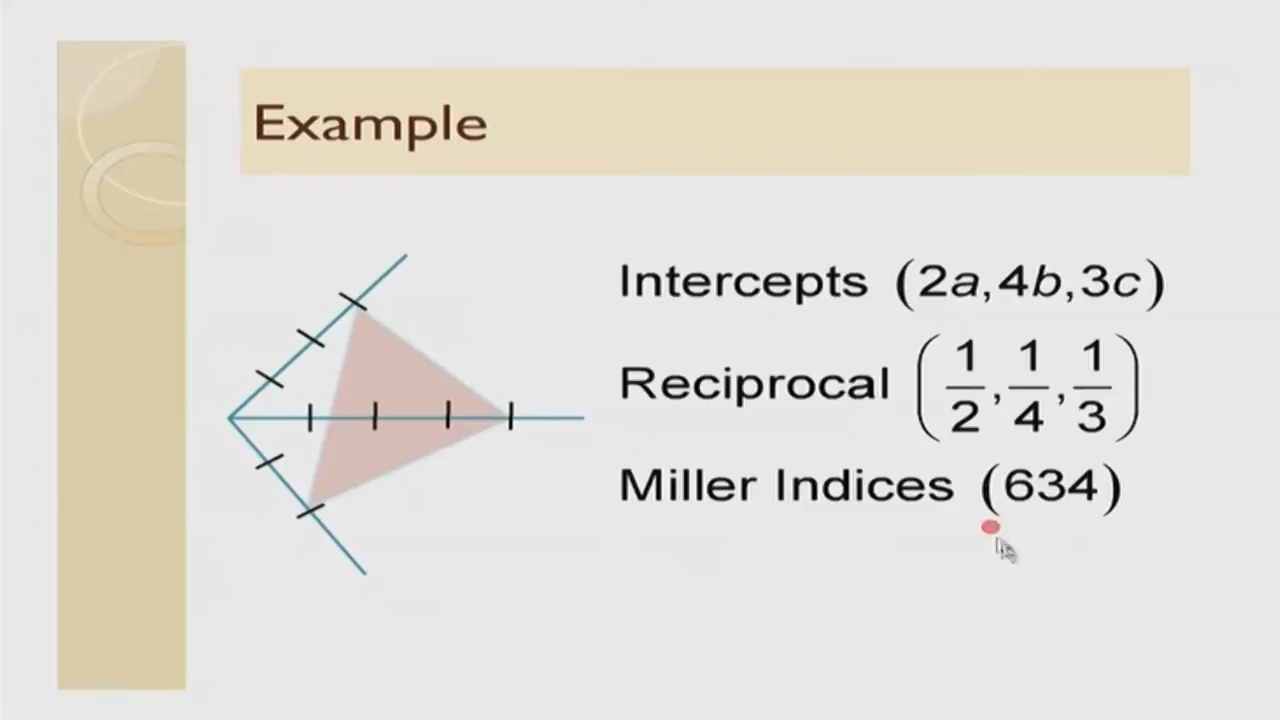 Example
Intercepts (2a,4b,3c)
Reciprocal (1/2,1/4,1/3)
Miller Indices (634)